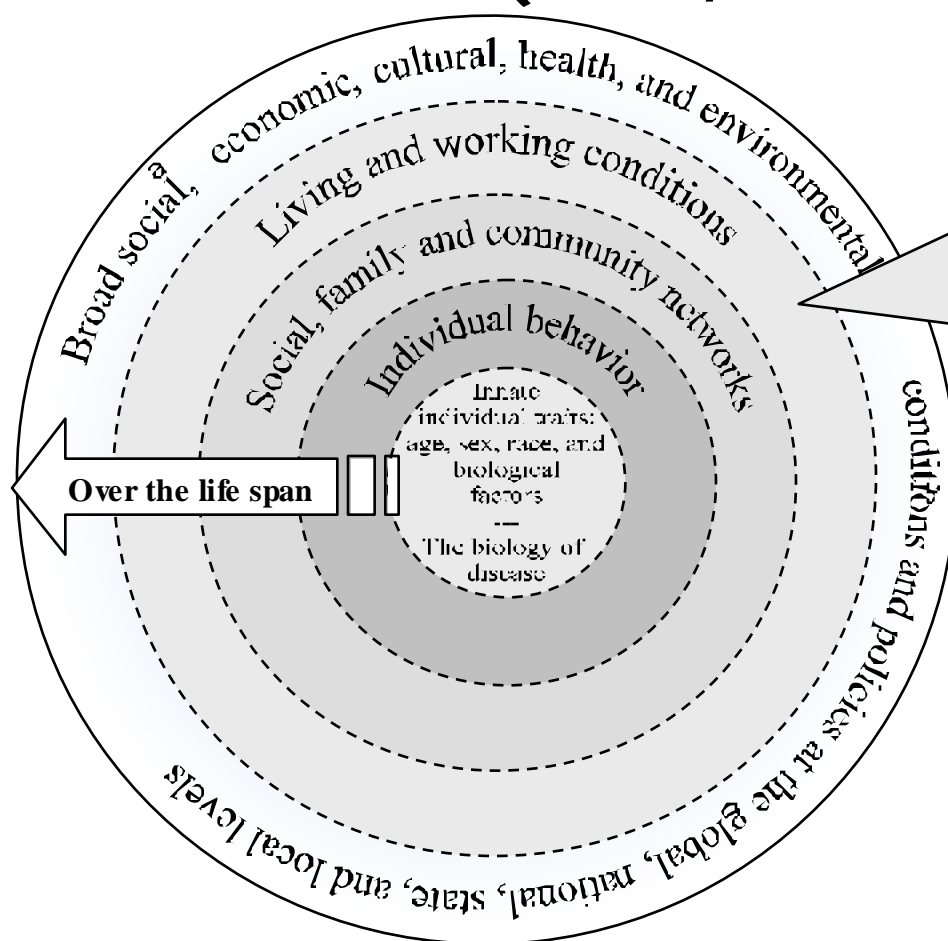 Broad social,ᵃ economic, cultural, health, and environmental
conditions and policies at the global, national, state, and local levels
Living and working conditions
Social, family and community networks
Individual behavior
Innate
individual traits:
age, sex, race, and
biological
factors
---
The biology of
disease
Over the life span